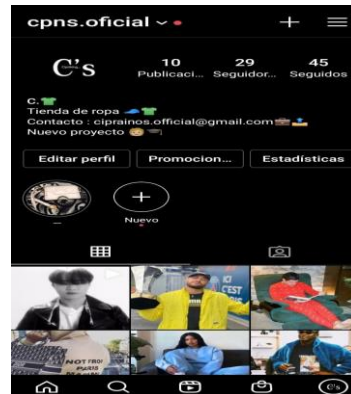 cpns.oficial
C's
10 29 45
Publicaci... Seguidor... Seguidos
C.
Tienda de ropa
Contacto : ciprainos.official@gmail.com
Nuevo proyecto
Editar perfil Promocion... Estadísticas
Nuevo
NOT FROM
PARIS
C'EST
C's